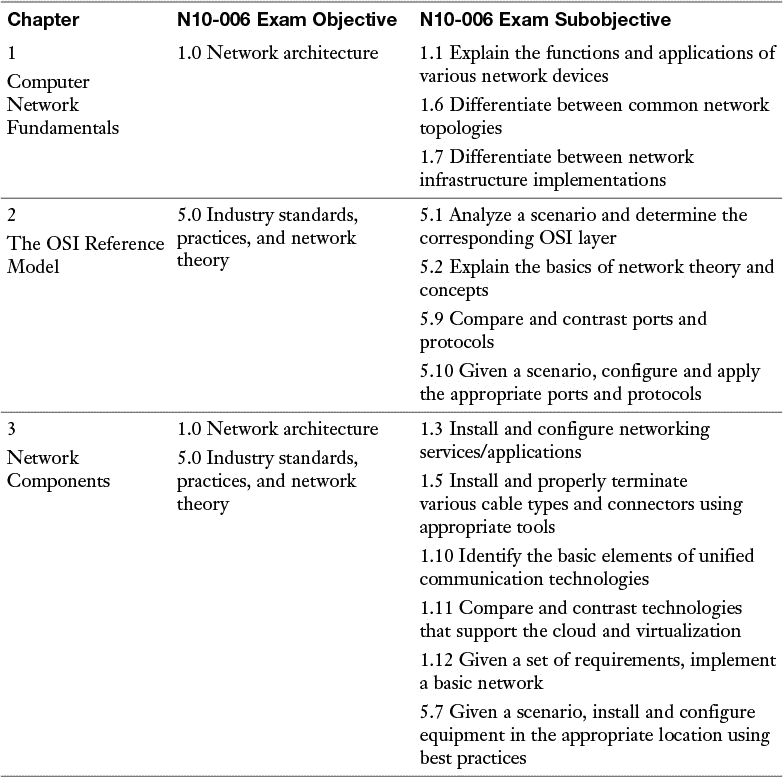 Chapter N10-006 Exam Objective N10-006 Exam Subobjective
1 1.0 Network architecture 1.1 Explain the functions and applications of
various network devices
Computer
Network
Fundamentals
1.6 Differentiate between common network
topologies
1.7 Differentiate between network
infrastructure implementations
2 5.0 Industry standards,
practices, and network
theory
The OSI Reference
Model
5.1 Analyze a scenario and determine the
corresponding OSI layer
5.2 Explain the basics of network theory and
concepts
5.9 Compare and contrast ports and
protocols
5.10 Given a scenario, configure and apply
the appropriate ports and protocols
3 1.0 Network architecture
Network
Components
5.0 Industry standards,
practices, and network
theory
1.3 Install and configure networking
services/applications
1.5 Install and properly terminate
various cable types and connectors using
appropriate tools
1.10 Identify the basic elements of unified
communication technologies
1.11 Compare and contrast technologies
that support the cloud and virtualization
1.12 Given a set of requirements, implement
a basic network
5.7 Given a scenario, install and configure
equipment in the appropriate location using
best practices